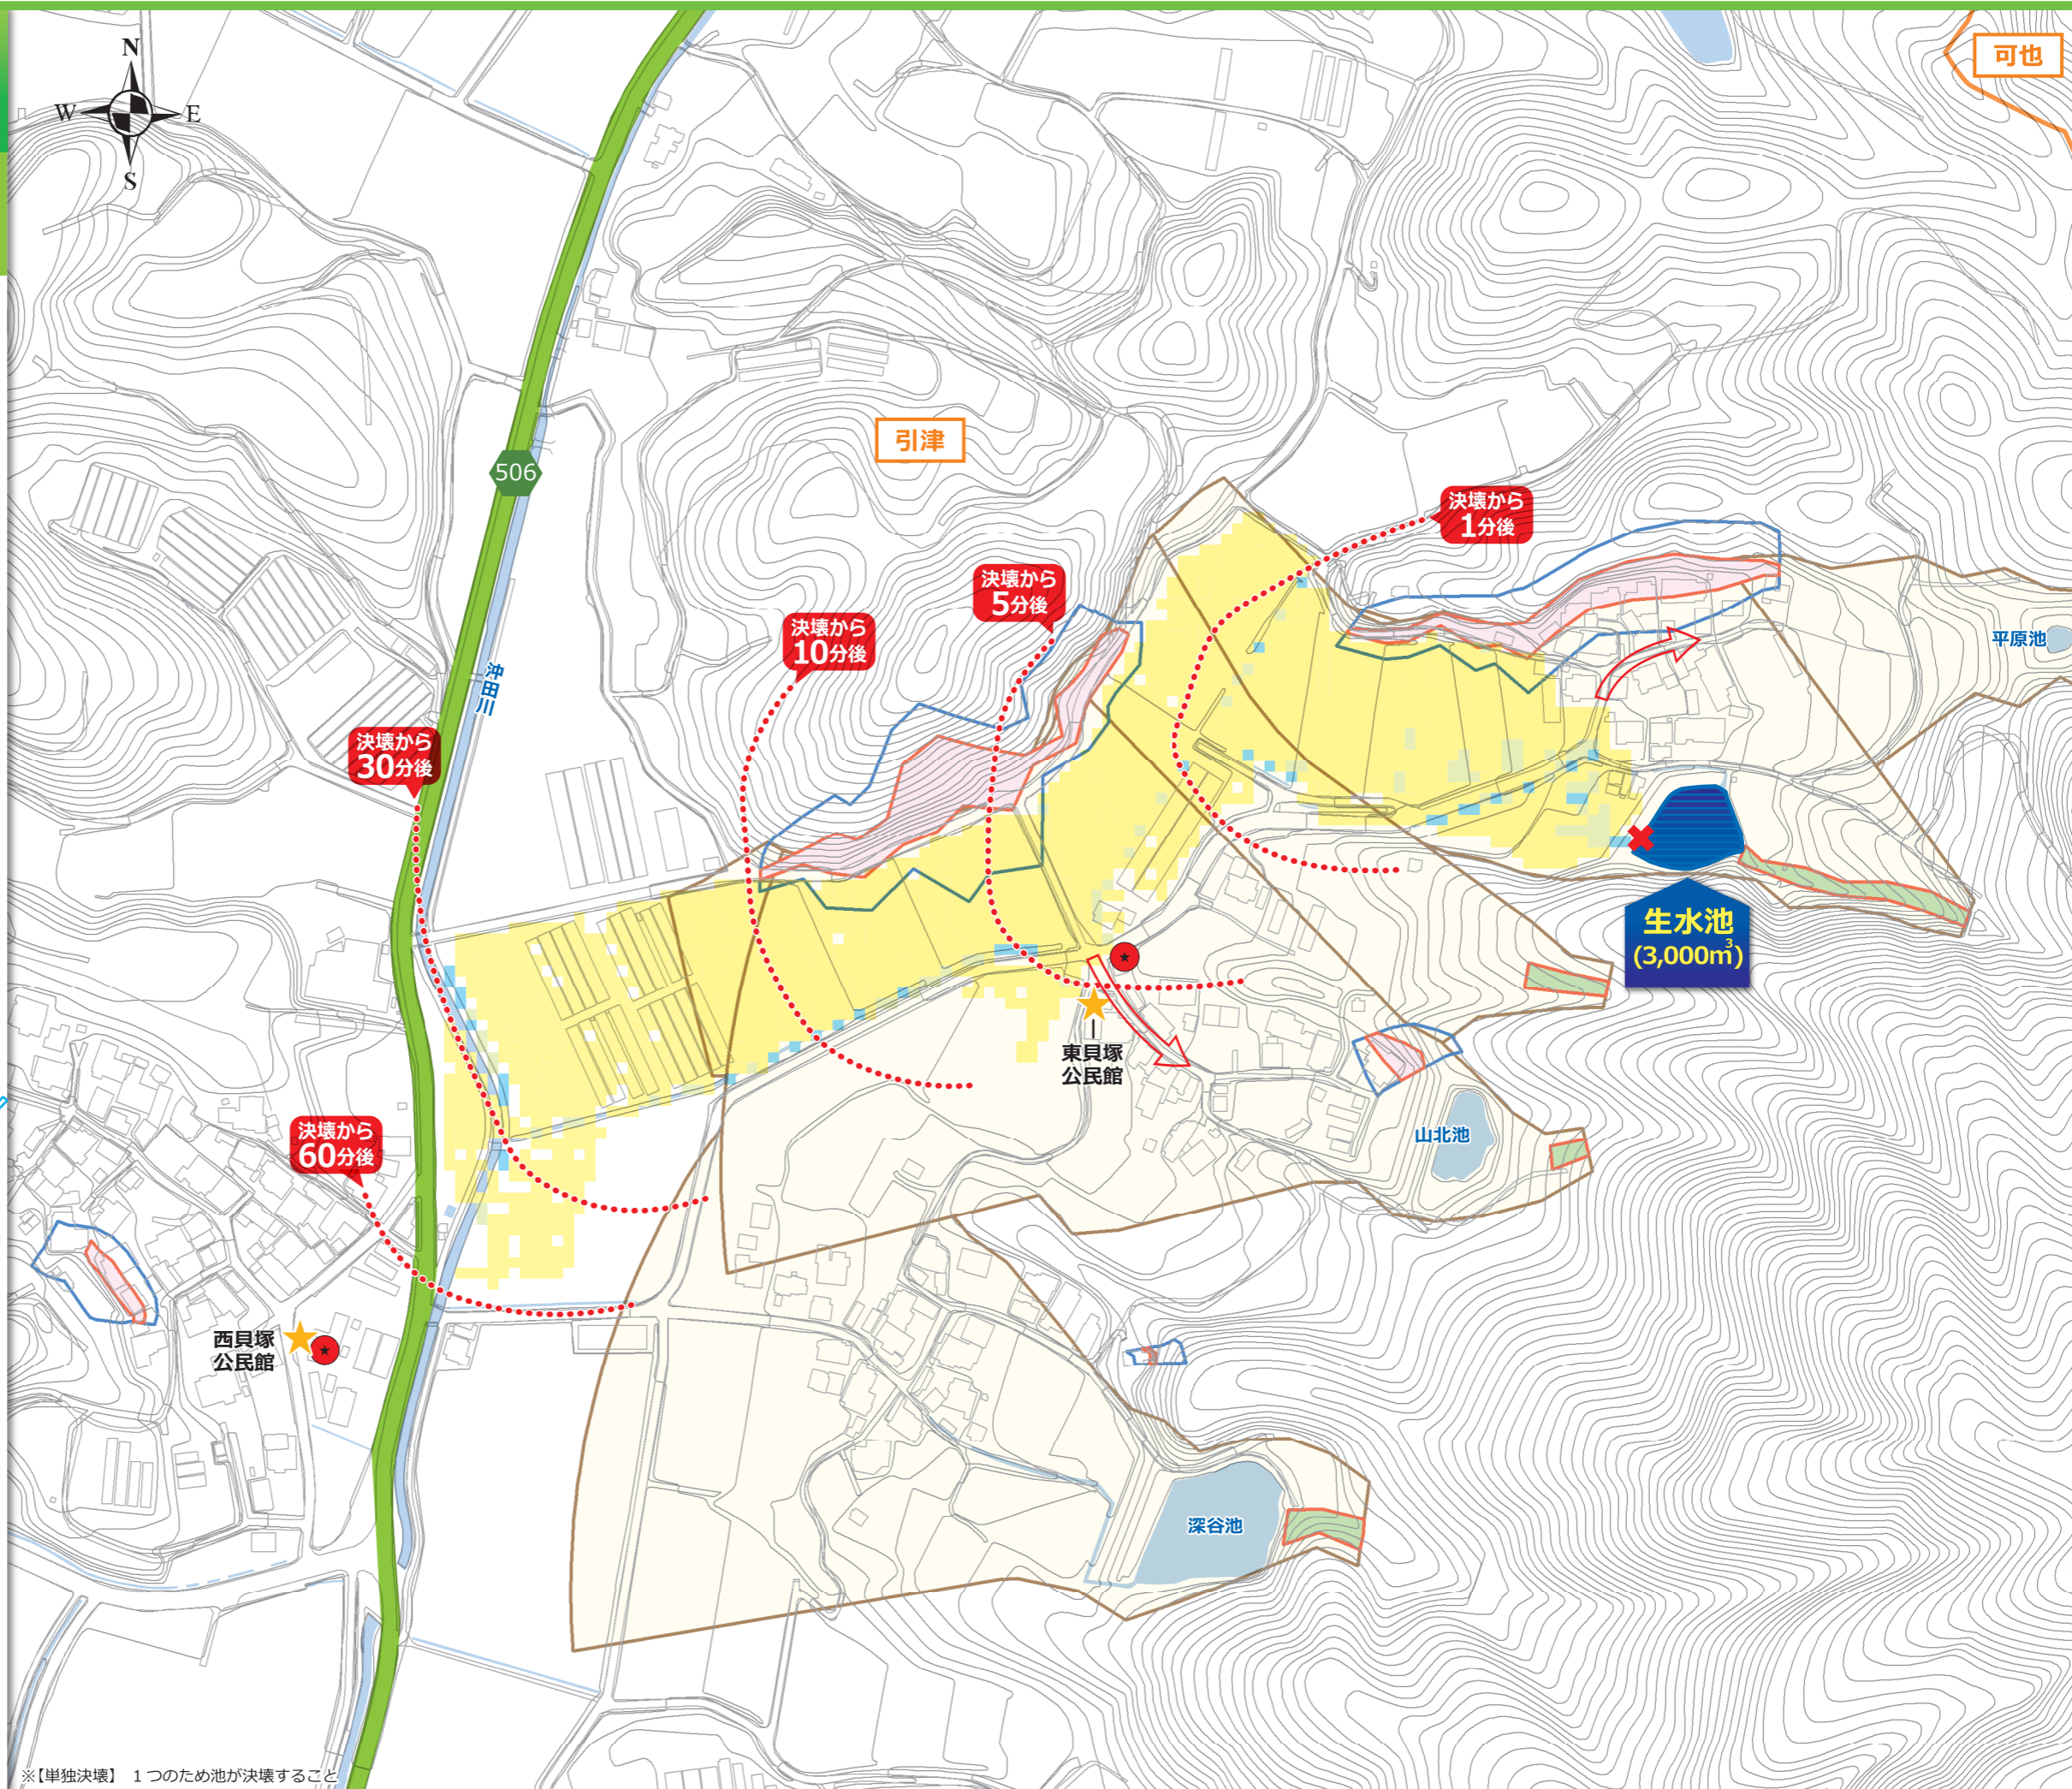 N
W
E
S
可也
506
引津
決壊から
1分後
決壊から
5分後
決壊から
10分後
平原池
沖田川
決壊から
30分後
生水池
(3,000㎥)
東貝塚
公民館
決壊から
60分後
山北池
西貝塚
公民館
深谷池
※【単独決壊】 1つのため池が決壊すること